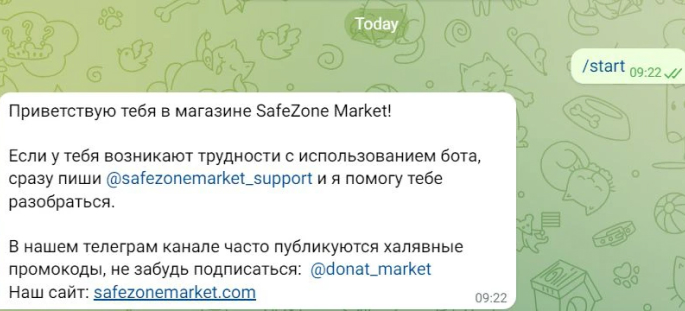 Today
/start 09:22
Приветствую тебя в магазине SafeZone Market!
Если у тебя возникают трудности с использованием бота,
сразу пиши @safezonemarket_support и я помогу тебе
разобраться.
В нашем телеграм канале часто публикуются халявные
промокоды, не забудь подписаться: @donat_market
Наш сайт: safezonemarket.com
09:22